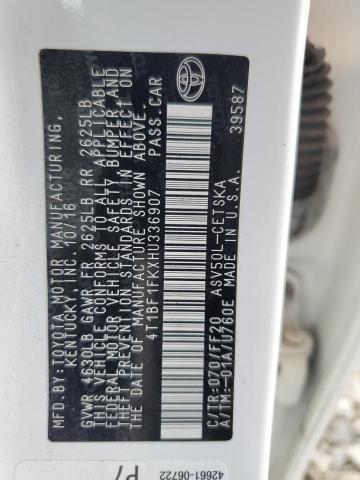 MFD.BY:TOYOTA MOTOR MANUFACTURING,
KENTUCKY, INC. 10/16
GVWR 4630LB GAWR FR 2625LB RR 2625LB
THIS VEHICLE CONFORMS TO ALL APPLICABLE
FEDERAL MOTOR VEHICLE SAFETY, BUMPER AND
THEFT PREVENTION STANDARDS IN EFFECT ON
THE DATE OF MANUFACTURE SHOWN ABOVE.
4T1BF1FKXHU336907 PASS.CAR
C/TR:070/FF20 ASV50L-CETSKA
A/TM:-01A/U760E U.S.A. 39587
42661-06722
P7